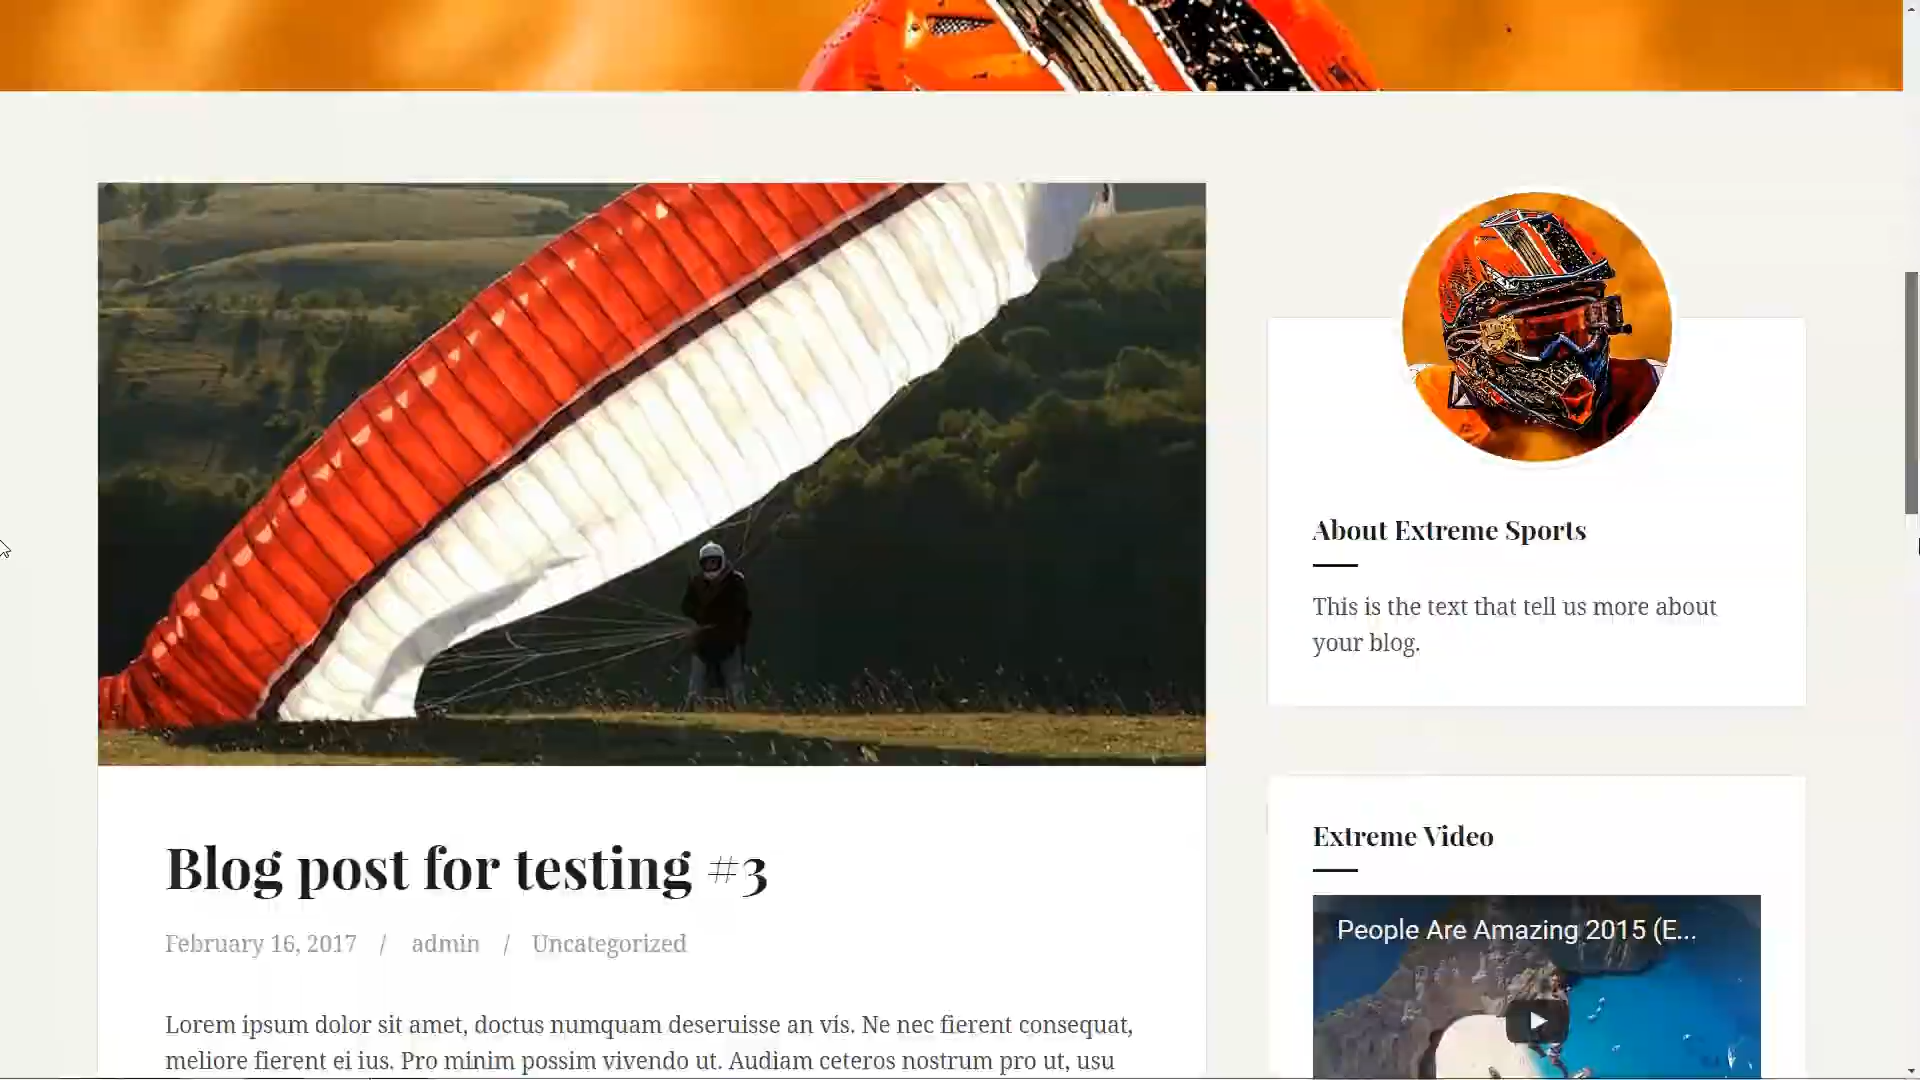 About Extreme Sports
This is the text that tell us more about
your blog.
Extreme Video
People Are Amazing 2015 (E...
Blog post for testing #3
February 16, 2017 / admin / Uncategorized
Lorem ipsum dolor sit amet, doctus numquam deseruisse an vis. Ne nec fierent consequat,
meliore fierent ei ius. Pro minim possim vivendo ut. Audiam ceteros nostrum pro ut, usu